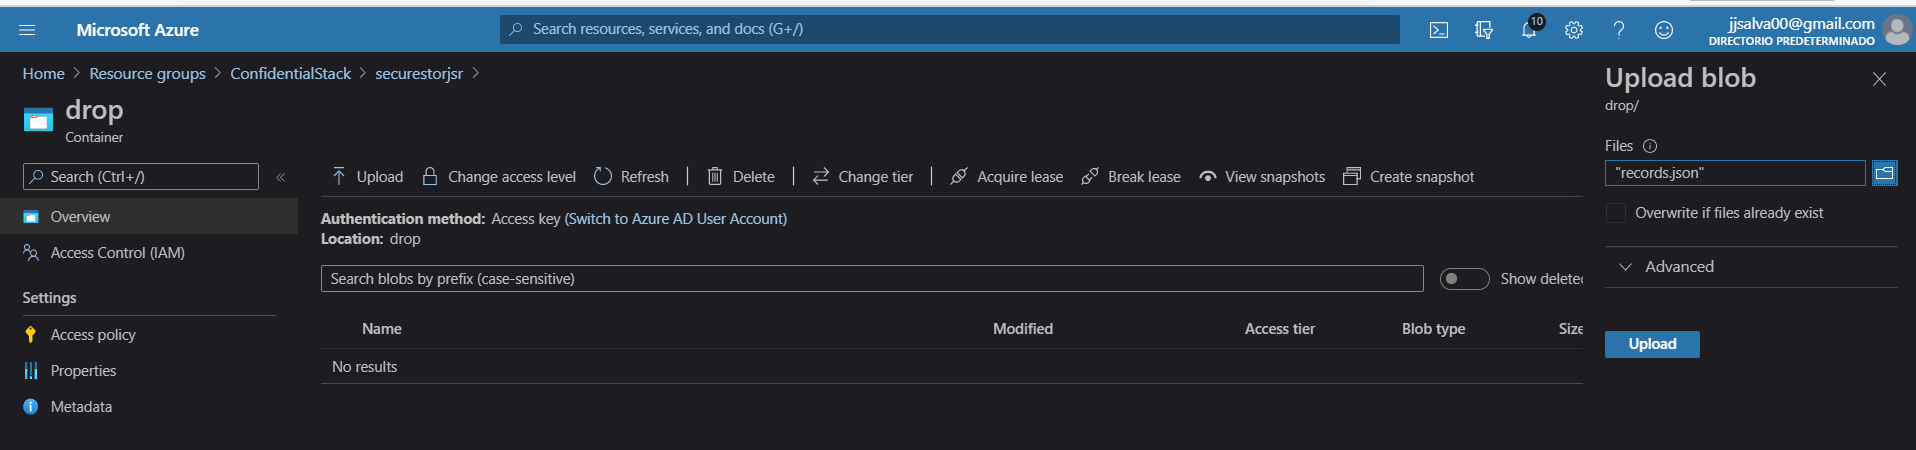 Microsoft Azure
Search resources, services, and docs (G+/)
10
jjsalva00@gmail.com
DIRECTORIO PREDETERMINADO
Home > Resource groups > ConfidentialStack > securestorjsr >
drop
Container
Search (Ctrl+/)
«
Overview
Access Control (IAM)
Settings
Access policy
Properties
Metadata
Upload
Change access level
Refresh
Delete
Change tier
Acquire lease
Break lease
View snapshots
Create snapshot
Authentication method: Access key (Switch to Azure AD User Account)
Location: drop
Search blobs by prefix (case-sensitive)
Show deleted
Name Modified Access tier Blob type Size
No results
Upload blob
drop/
Files
"records.json"
Overwrite if files already exist
Advanced
Upload